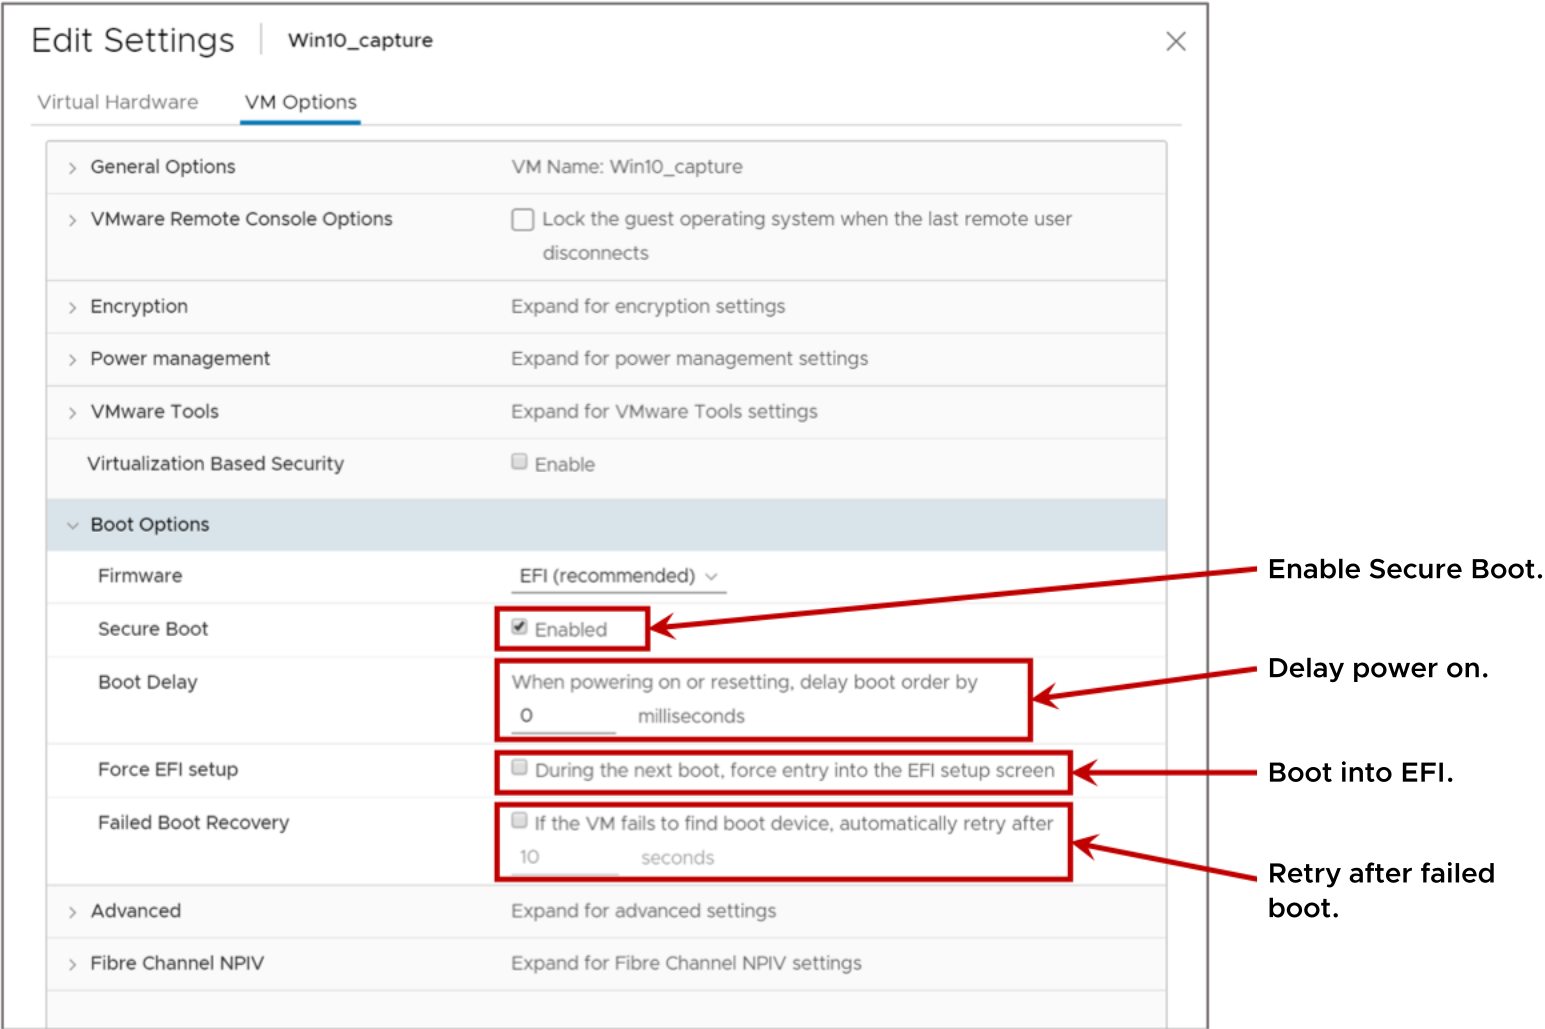 Edit Settings Win10_capture
Virtual Hardware VM Options
General Options VM Name: Win10_capture
VMware Remote Console Options Lock the guest operating system when the last remote user
disconnects
Encryption Expand for encryption settings
Power management Expand for power management settings
VMware Tools Expand for VMware Tools settings
Virtualization Based Security Enable
Boot Options
Firmware EFI (recommended)
Enable Secure Boot.
Secure Boot Enabled
Boot Delay When powering on or resetting, delay boot order by
0 milliseconds
Delay power on.
Force EFI setup During the next boot, force entry into the EFI setup screen
Boot into EFI.
Failed Boot Recovery If the VM fails to find boot device, automatically retry after
10 seconds
Retry after failed
boot.
Advanced Expand for advanced settings
Fibre Channel NPIV Expand for Fibre Channel NPIV settings